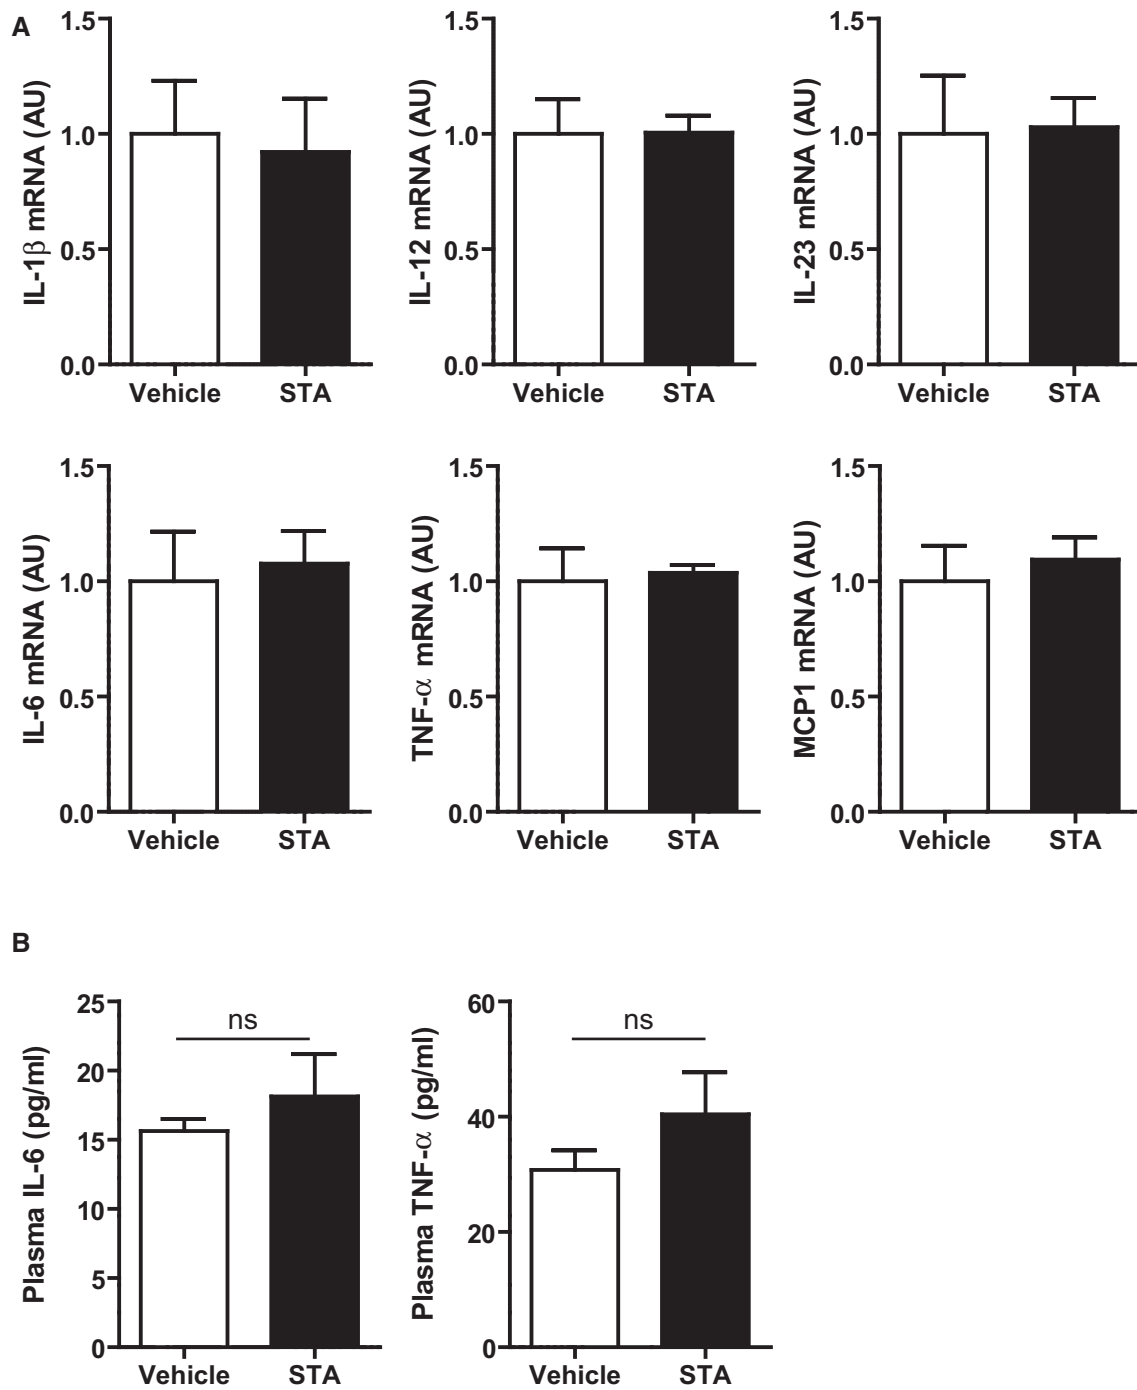 A
IL-1β mRNA (AU)
1.5
1.0
0.5
0.0
Vehicle STA
IL-12 mRNA (AU)
1.5
1.0
0.5
0.0
Vehicle STA
IL-23 mRNA (AU)
1.5
1.0
0.5
0.0
Vehicle STA
IL-6 mRNA (AU)
1.5
1.0
0.5
0.0
Vehicle STA
TNF-α mRNA (AU)
1.5
1.0
0.5
0.0
Vehicle STA
MCP1 mRNA (AU)
1.5
1.0
0.5
0.0
Vehicle STA
B
Plasma IL-6 (pg/ml)
25
20
15
10
5
0
ns
Vehicle STA
Plasma TNF-α (pg/ml)
60
40
20
0
ns
Vehicle STA